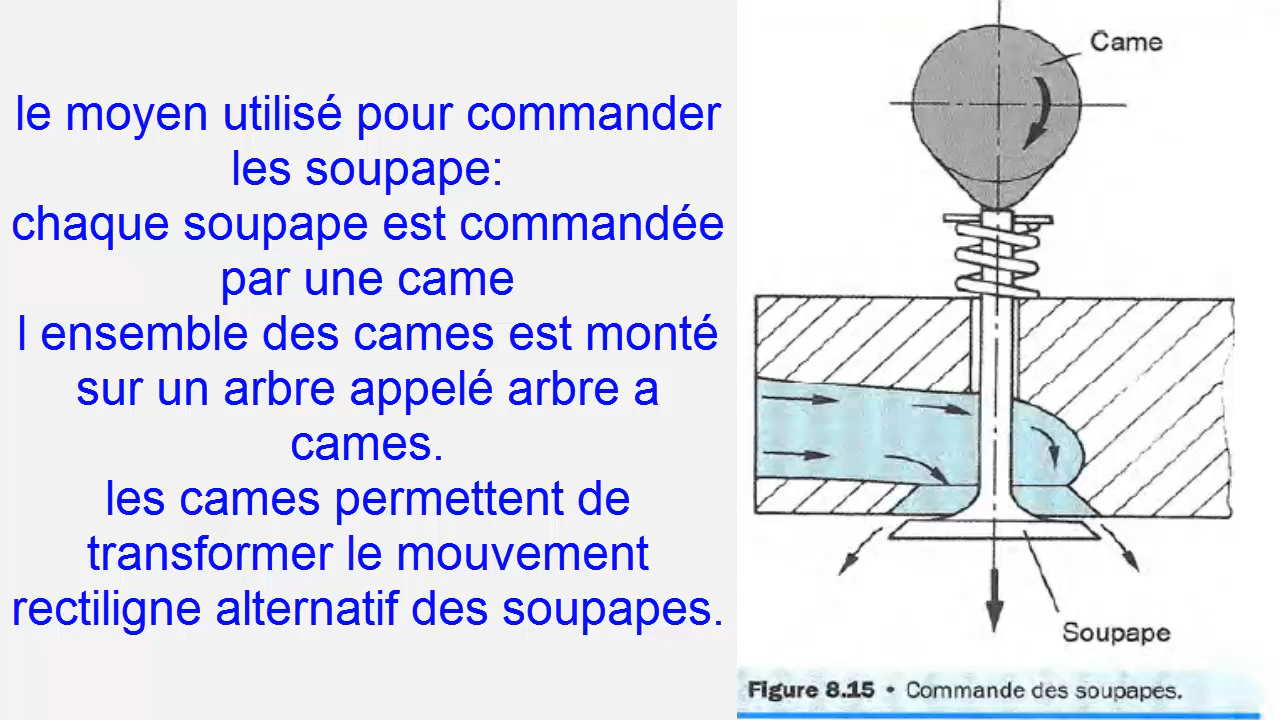 le moyen utilisé pour commander
les soupape:
chaque soupape est commandée
par une came
l ensemble des cames est monté
sur un arbre appelé arbre a
cames.
les cames permettent de
transformer le mouvement
rectiligne alternatif des soupapes.
Came
Soupape
Figure 8.15 • Commande des soupapes.